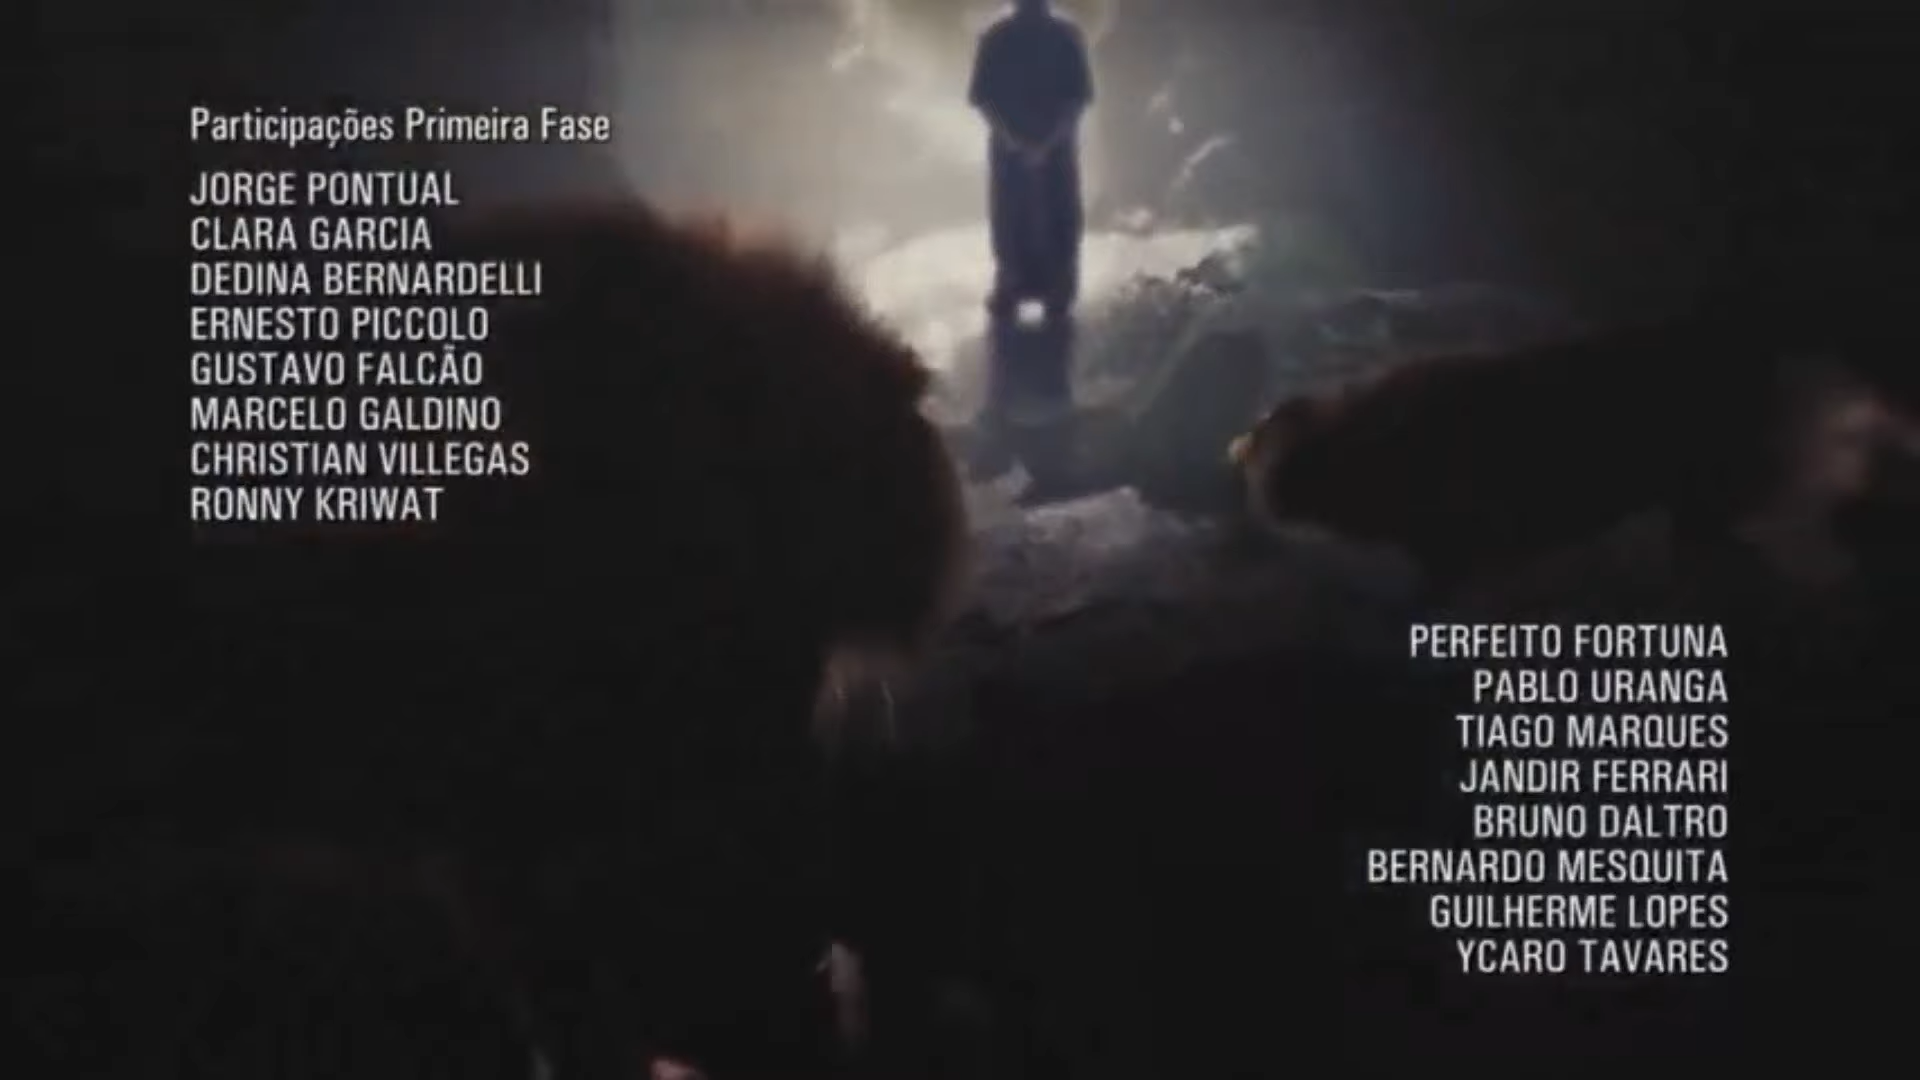 Participações Primeira Fase
JORGE PONTUAL
CLARA GARCIA
DEDINA BERNARDELLI
ERNESTO PICCOLO
GUSTAVO FALCÃO
MARCELO GALDINO
CHRISTIAN VILLEGAS
RONNY KRIWAT
PERFEITO FORTUNA
PABLO URANGA
TIAGO MARQUES
JANDIR FERRARI
BRUNO DALTRO
BERNARDO MESQUITA
GUILHERME LOPES
YCARO TAVARES